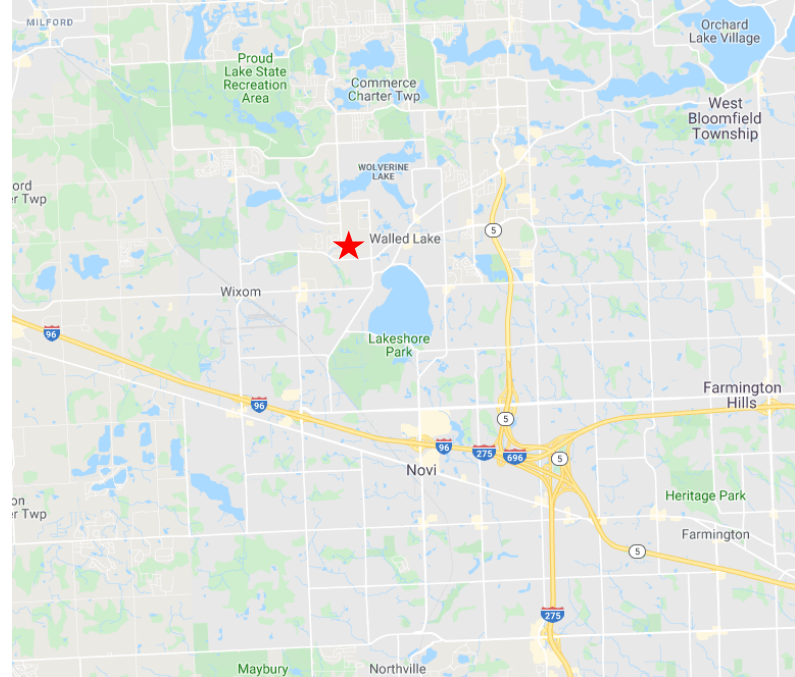 MILFORD
Orchard
Lake Village
Proud
Lake State
Recreation
Area
Commerce
Charter Twp
West
Bloomfield
Township
WOLVERINE
LAKE
ord
r Twp
5
Walled Lake
Wixom
96
Lakeshore
Park
Farmington
Hills
96
5
96
275
696
5
Novi
on
r Twp
Heritage Park
Farmington
5
275
Maybury
Northville